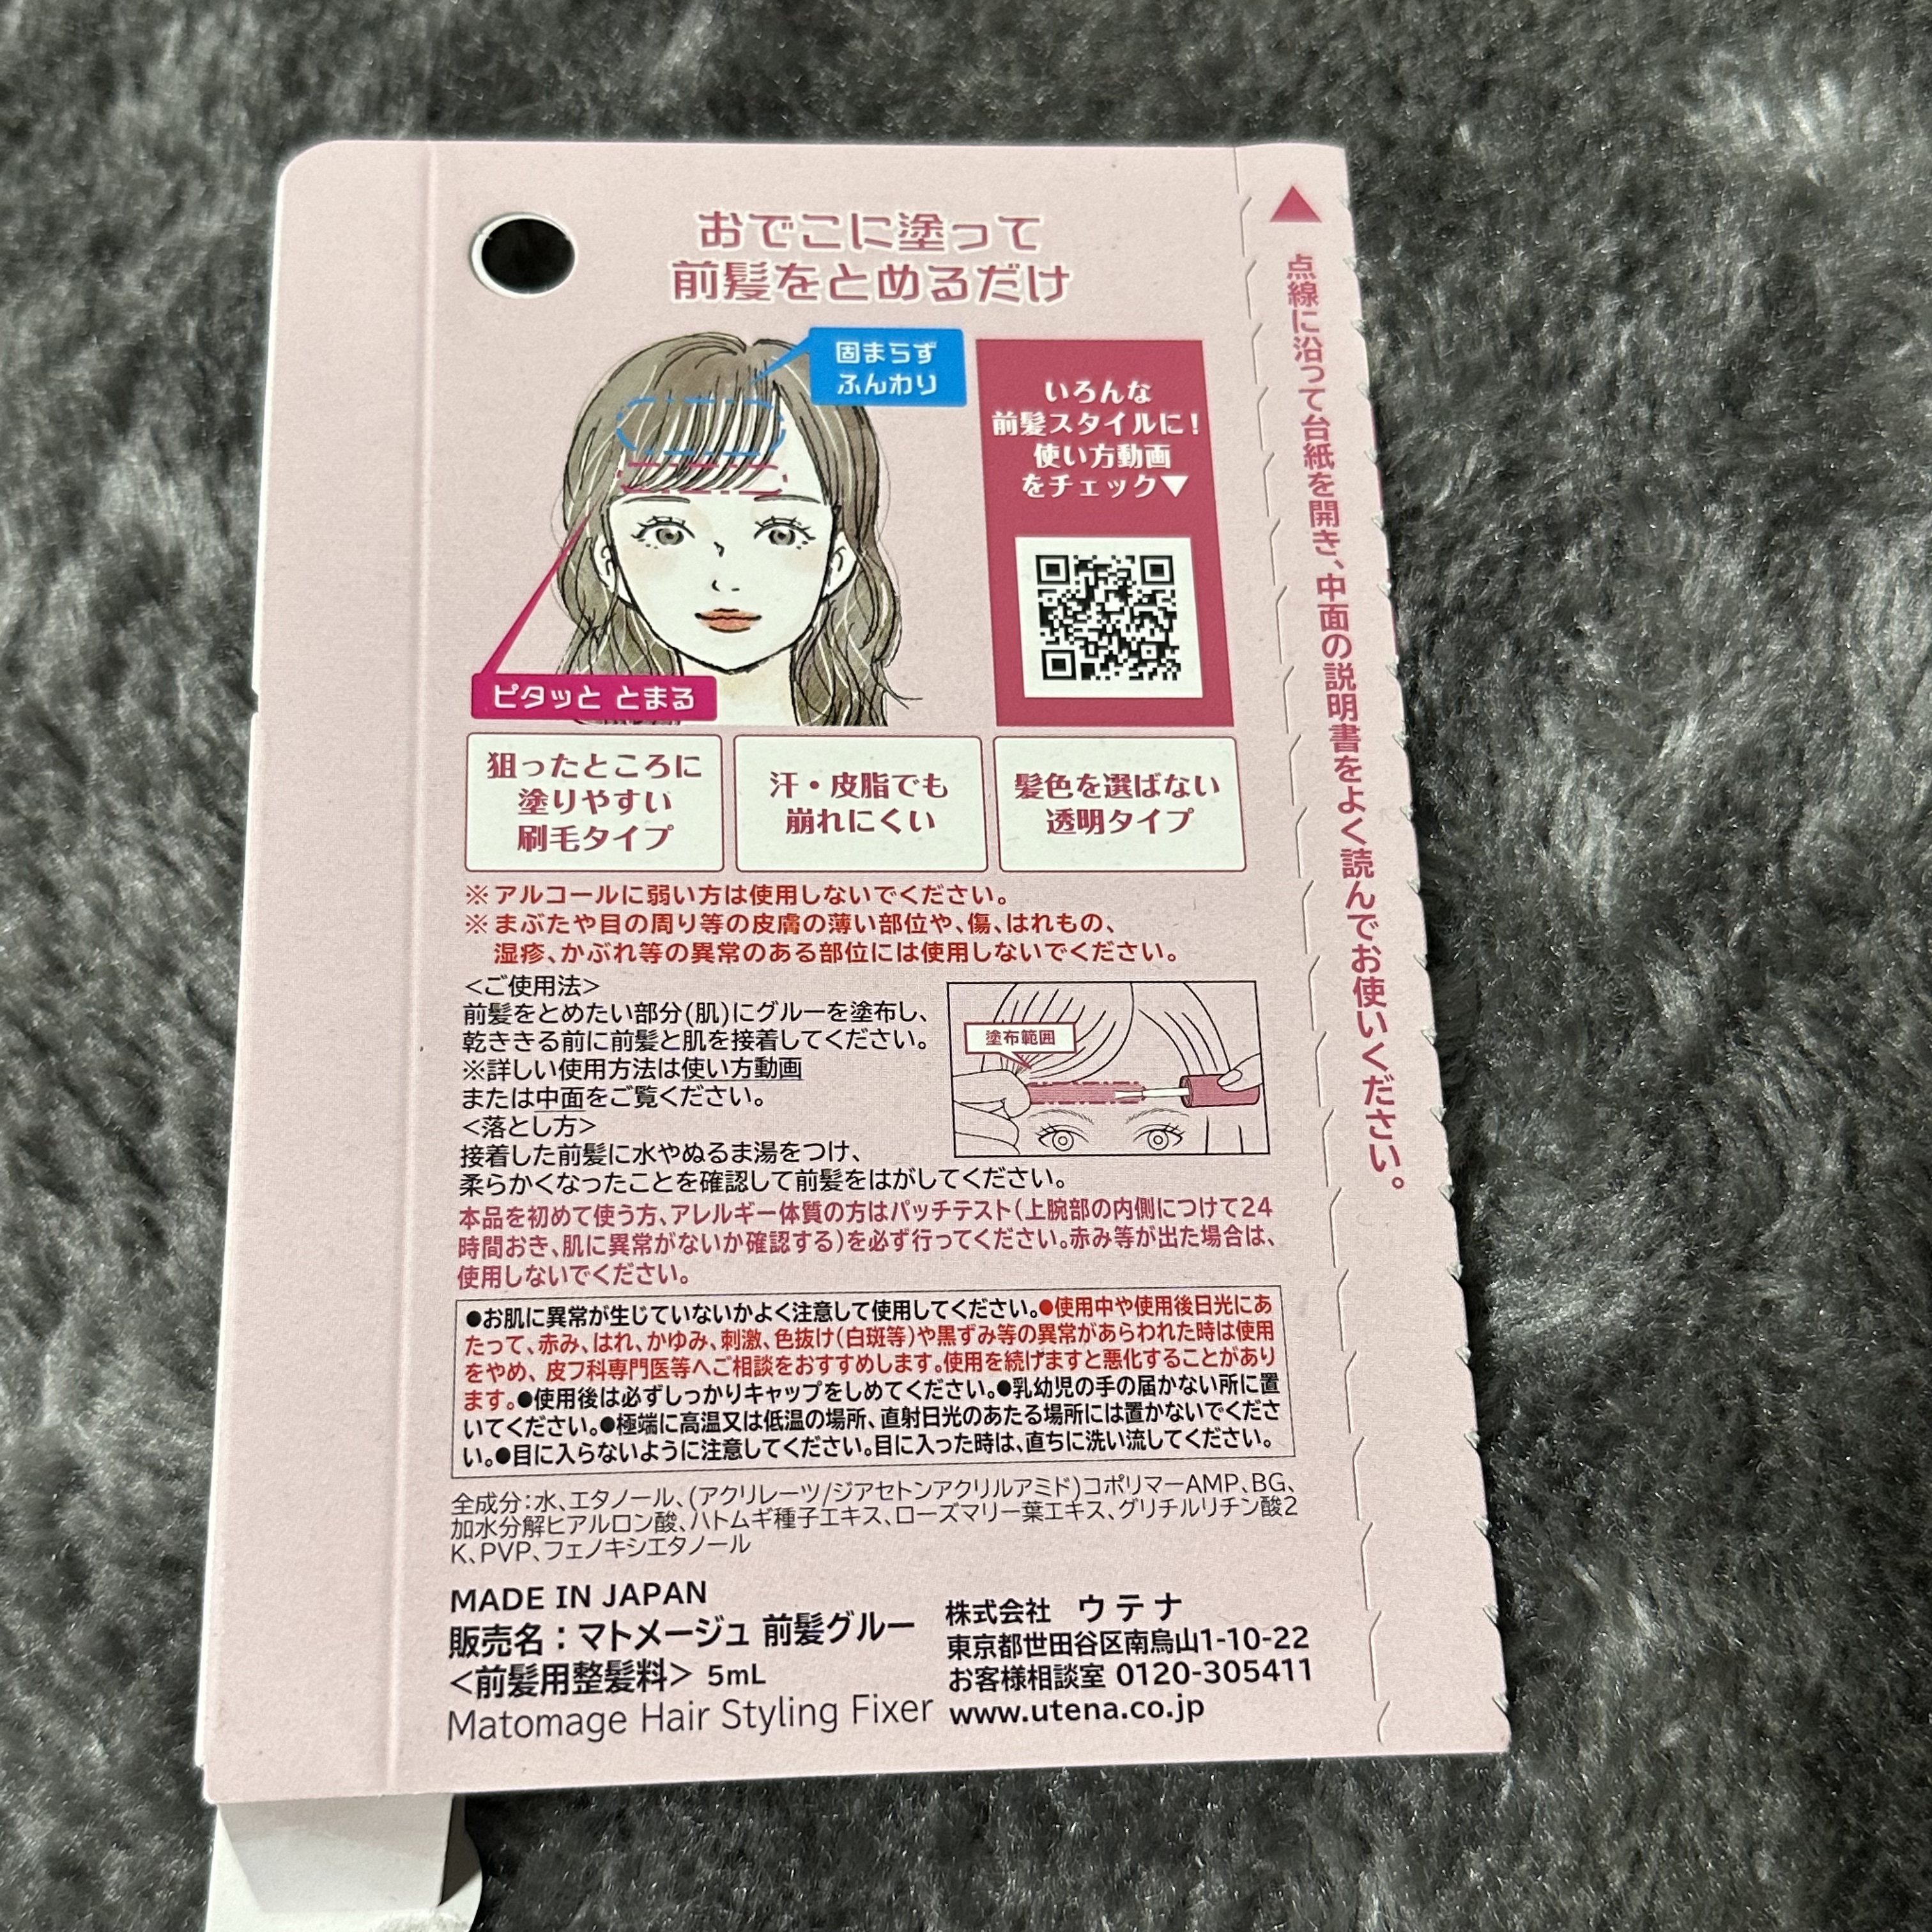 おでこに塗って
前髪をとめるだけ
固まらず
ふんわり
ピタッと とまる
いろんな
前髪スタイルに!
使い方動画
をチェック▼
狙ったところに
塗りやすい
刷毛タイプ
汗・皮脂でも
崩れにくい
髪色を選ばない
透明タイプ
※アルコールに弱い方は使用しないでください。
※まぶたや目の周り等の皮膚の薄い部位や、傷、はれもの、
湿疹、かぶれ等の異常のある部位には使用しないでください。
<ご使用法>
前髪をとめたい部分(肌)にグルーを塗布し、
乾ききる前に前髪と肌を接着してください。
※詳しい使用方法は使い方動画
または中面をご覧ください。
塗布範囲
<落とし方>
接着した前髪に水やぬるま湯をつけ、
柔らかくなったことを確認して前髪をはがしてください。
本品を初めて使う方、アレルギー体質の方はパッチテスト(上腕部の内側につけて24
時間おき、肌に異常がないか確認する)を必ず行ってください。赤み等が出た場合は、
使用しないでください。
●お肌に異常が生じていないかよく注意して使用してください。●使用中や使用後日光にあ
たって、赤み、はれ、かゆみ、刺激、色抜け(白斑等)や黒ずみ等の異常があらわれた時は使用
をやめ、皮フ科専門医等へご相談をおすすめします。使用を続けますと悪化することがあり
ます。●使用後は必ずしっかりキャップをしめてください。●乳幼児の手の届かない所に置
いてください。●極端に高温又は低温の場所、直射日光のあたる場所には置かないでくださ
い。●目に入らないように注意してください。目に入った時は、直ちに洗い流してください。
全成分:水、エタノール、(アクリレーツ/ジアセトンアクリルアミド)コポリマーAMP、BG、
加水分解ヒアルロン酸、ハトムギ種子エキス、ローズマリー葉エキス、グリチルリチン酸2
K、PVP、フェノキシエタノール
MADE IN JAPAN
販売名:マトメージュ 前髪グルー
<前髪用整髪料> 5mL
Matomage Hair Styling Fixer
株式会社 ウテナ
東京都世田谷区南烏山1-10-22
お客様相談室 0120-305411
www.utena.co.jp
▲点線に沿って台紙を開き、中面の説明書をよく読んでお使いください。